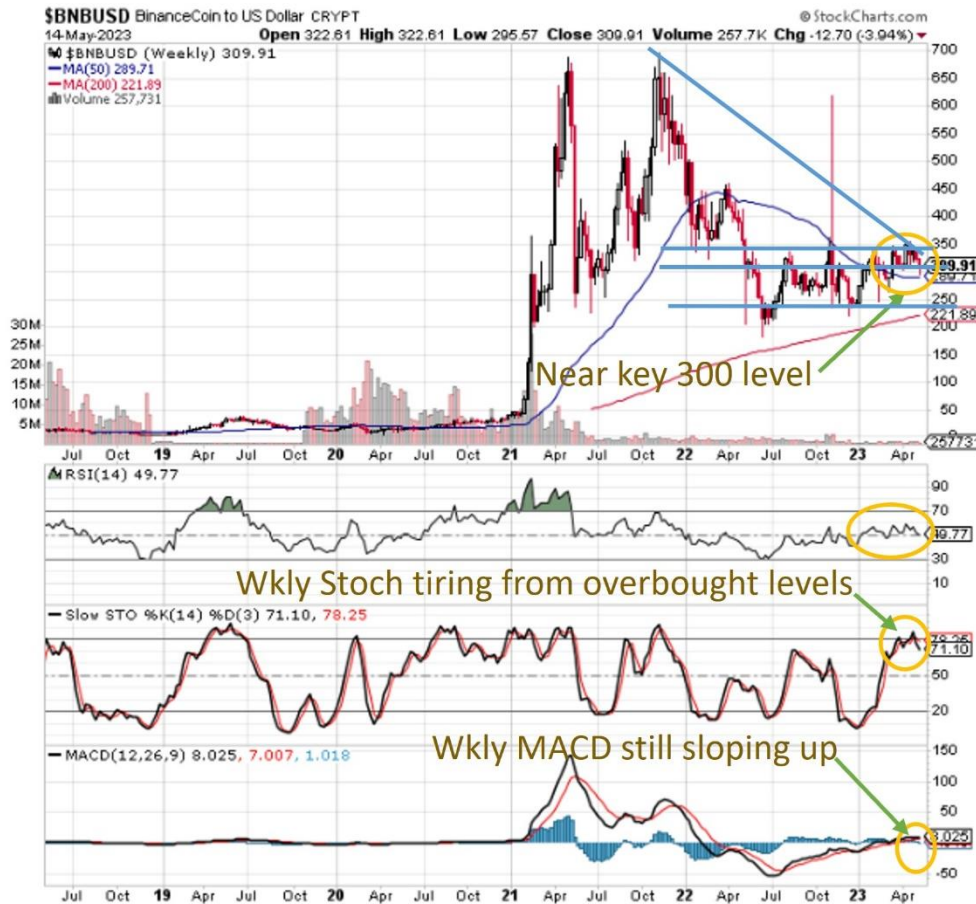 $BNBUSD BinanceCoin to US Dollar CRYPT © StockCharts.com
14-May-2023 Open 322.61 High 322.61 Low 295.57 Close 309.91 Volume 257.7K Chg -12.70 (-3.94%)
$BNBUSD (Weekly) 309.91
MA(50) 289.71
MA(200) 221.89
Volume 257,731
700
650
600
550
500
450
400
350
309.91
289.71
250
221.89
200
150
100
50
0
257731
30M
25M
20M
15M
10M
5M
Near key 300 level
Jul Oct 19 Apr Jul Oct 20 Apr Jul Oct 21 Apr Jul Oct 22 Apr Jul Oct 23 Apr
RSI(14) 49.77
90
70
49.77
30
10
Wkly Stoch tiring from overbought levels
Slow STO %K(14) %D(3) 71.10, 78.25
78.25
71.10
50
20
Wkly MACD still sloping up
MACD(12,26,9) 8.025, 7.007, 1.018
150
100
50
8.025
-50
Jul Oct 19 Apr Jul Oct 20 Apr Jul Oct 21 Apr Jul Oct 22 Apr Jul Oct 23 Apr